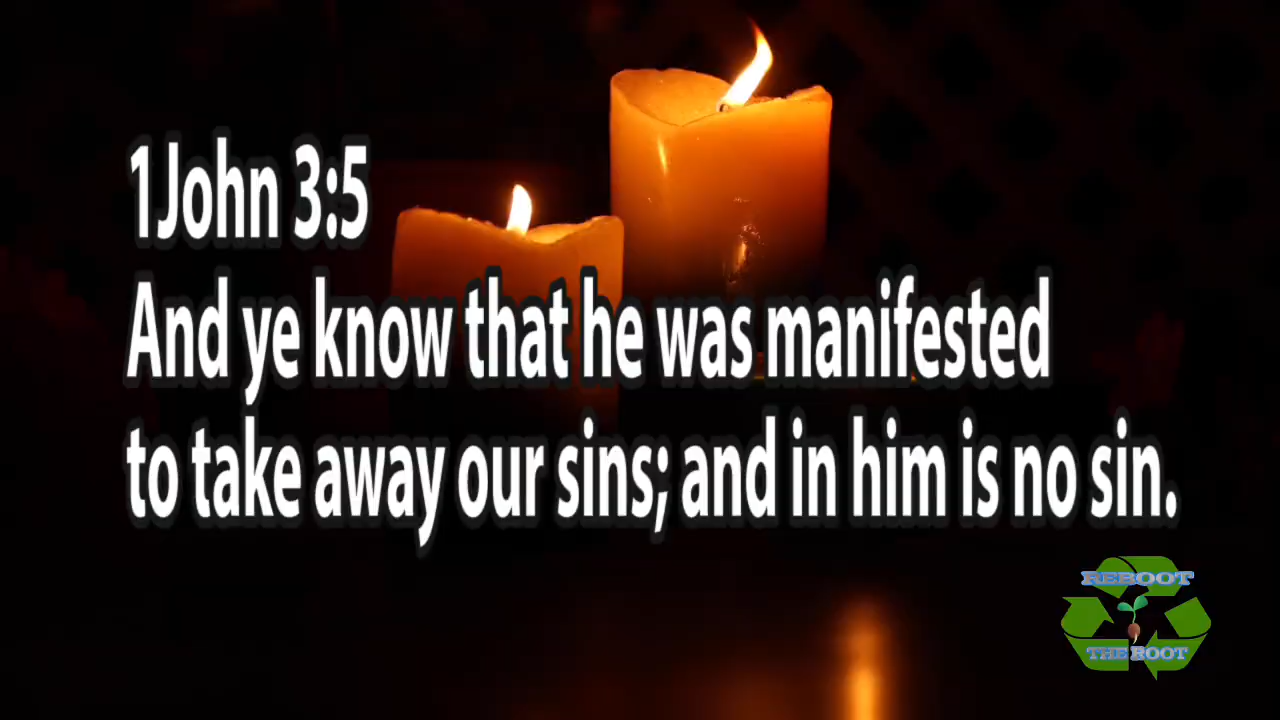 1John 3:5
And ye know that he was manifested
to take away our sins; and in him is no sin.
REBOOT
THE ROOT